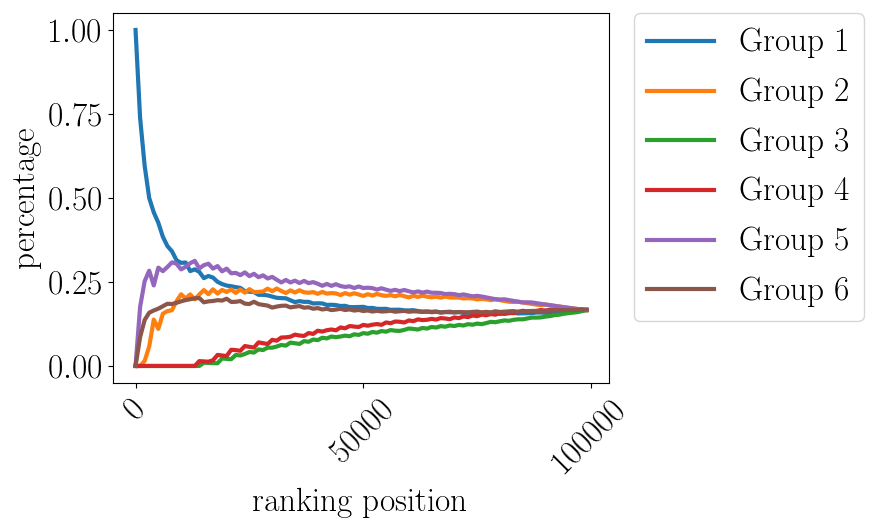 1.00
0.75
0.50
0.25
0.00
percentage
0
50000
100000
ranking position
Group 1
Group 2
Group 3
Group 4
Group 5
Group 6